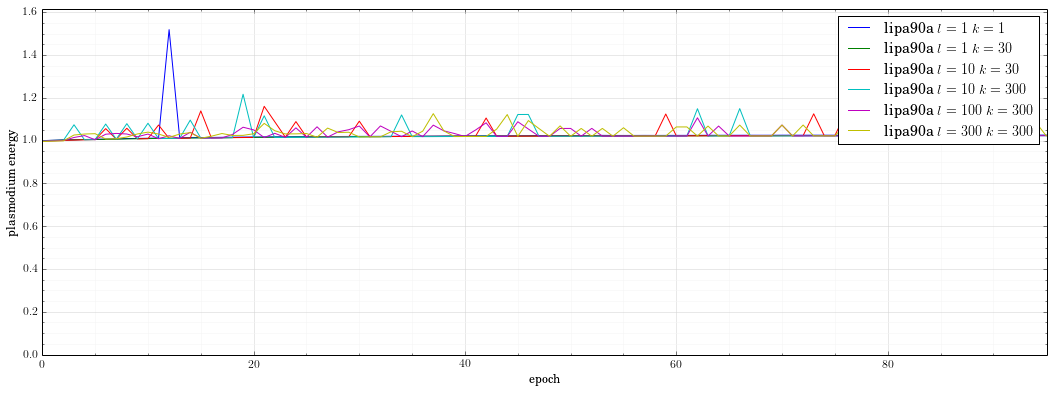 1.6
1.4
1.2
1.0
0.8
0.6
0.4
0.2
0.0
plasmodium energy
0
20
40
60
80
epoch
lipa90a l = 1 k = 1
lipa90a l = 1 k = 30
lipa90a l = 10 k = 30
lipa90a l = 10 k = 300
lipa90a l = 100 k = 300
lipa90a l = 300 k = 300